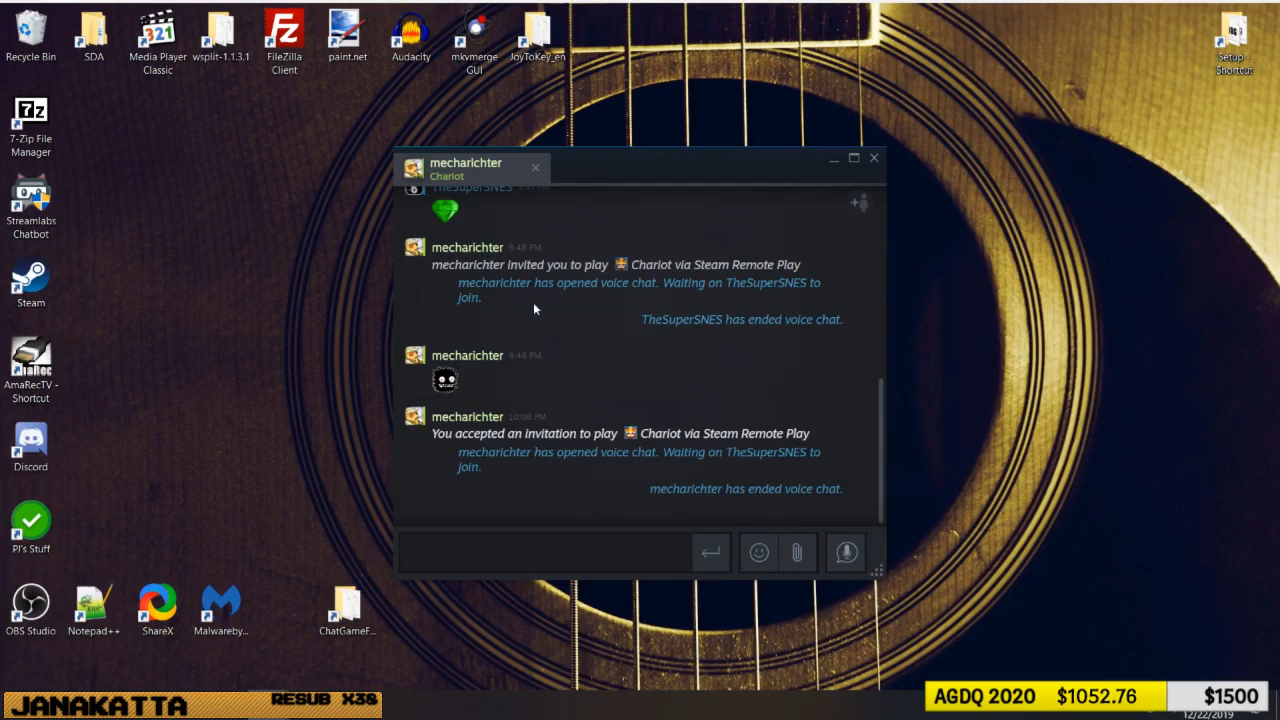 Recycle Bin
SDA
Media Player
Classic
wsplit-1.1.3.1
FileZilla
Client
paint.net
Audacity
mkvmerge
GUI
JoyToKey_en
Setup -
Shortcut
7-Zip File
Manager
Streamlabs
Chatbot
Steam
AmaRecTV -
Shortcut
Discord
PJ's Stuff
OBS Studio
Notepad++
ShareX
Malwareby...
ChatGameF...
mecharichter
Chariot
TheSuperSNES
mecharichter 9:48 PM
mecharichter invited you to play Chariot via Steam Remote Play
mecharichter has opened voice chat. Waiting on TheSuperSNES to
join.
TheSuperSNES has ended voice chat.
mecharichter 9:48 PM
mecharichter 10:08 PM
You accepted an invitation to play Chariot via Steam Remote Play
mecharichter has opened voice chat. Waiting on TheSuperSNES to
join.
mecharichter has ended voice chat.
JANAKATTA
RESUB X38
AGDQ 2020 $1052.76 $1500
12/22/2019